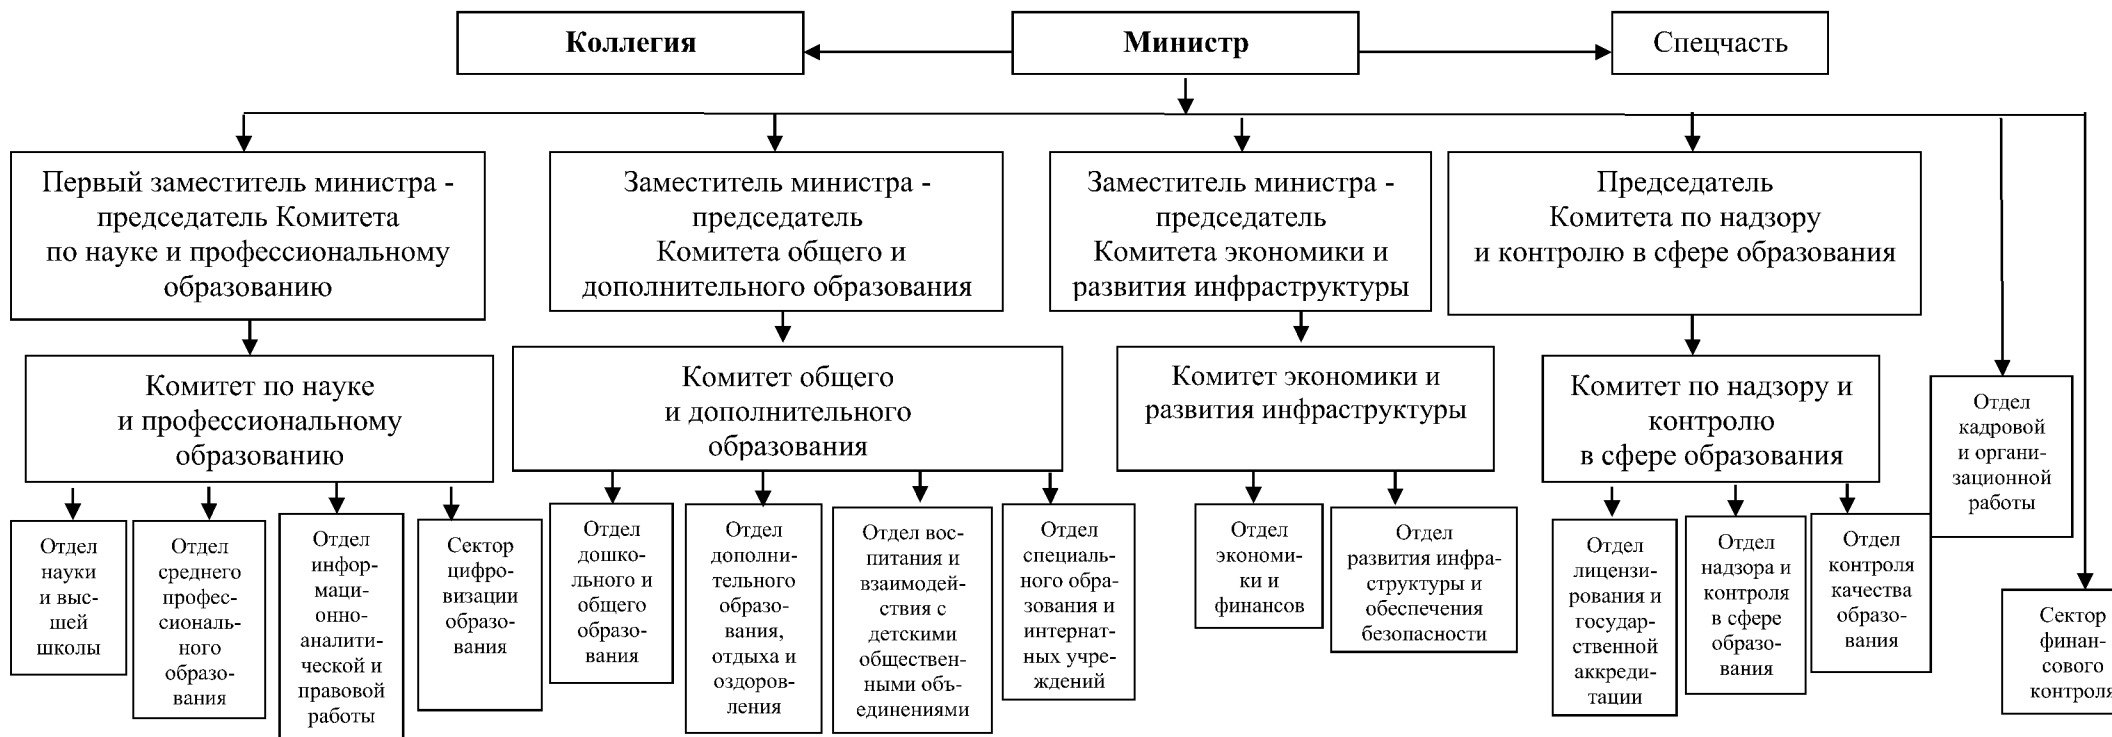 Коллегия
Министр
Спецчасть
Первый заместитель министра -
председатель Комитета
по науке и профессиональному
образованию
Заместитель министра -
председатель
Комитета общего и
дополнительного образования
Заместитель министра -
председатель
Комитета экономики и
развития инфраструктуры
Председатель
Комитета по надзору
и контролю в сфере образования
Комитет по науке
и профессиональному
образованию
Комитет общего
и дополнительного
образования
Комитет экономики и
развития инфраструктуры
Комитет по надзору и
контролю
в сфере образования
Отдел
кадровой
и органи-
зационной
работы
Отдел
науки
и выс-
шей
школы
Отдел
среднего
профес-
сиональ-
ного
образо-
вания
Отдел
инфор-
маци-
онно-
аналити-
ческой и
правовой
работы
Сектор
цифро-
визации
образо-
вания
Отдел
дошко-
льного и
общего
образо-
вания
Отдел
дополни-
тельного
образо-
вания,
отдыха и
оздоров-
ления
Отдел вос-
питания и
взаимодей-
ствия с
детскими
обществен-
ными объ-
единениями
Отдел
специаль-
ного обра-
зования и
интернат-
ных учре-
ждений
Отдел
экономи-
ки и
финансов
Отдел
развития инфра-
структуры и
обеспечения
безопасности
Отдел
лицензи-
рования и
государ-
ственной
аккреди-
тации
Отдел
надзора и
контроля
в сфере
образо-
вания
Отдел
контроля
качества
образо-
вания
Сектор
финан-
сового
контроля